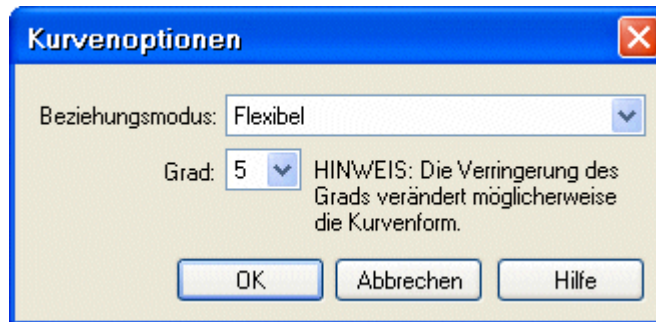 Kurvenoptionen
Beziehungsmodus: Flexibel
Grad: 5 HINWEIS: Die Verringerung des
Grads verändert möglicherweise
die Kurvenform.
OK Abbrechen Hilfe